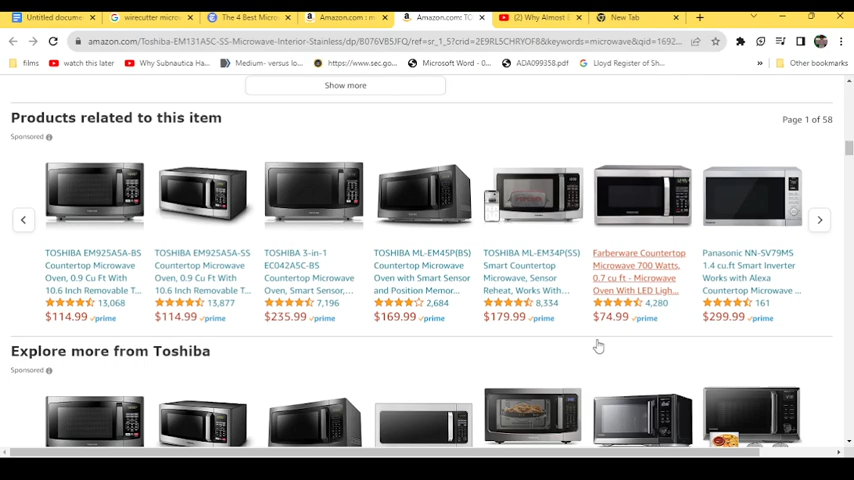 Untitled documen
wirecutter microw
The 4 Best Micro
Amazon.com : mi
Amazon.com: TO
(2) Why Almost E
New Tab
amazon.com/Toshiba-EM131A5C-SS-Microwave-Interior-Stainless/dp/B076VB5JFQ/ref=sr_1_5?crid=2E9RL5CHRYOF8&keywords=microwave&qid=1692...
films
watch this later
Why Subnautica Ha...
Medium- versus lo...
https://www.sec.go...
Microsoft Word - 0...
ADA099358.pdf
Lloyd Register of Sh...
»
Other bookmarks
Show more
Products related to this item
Page 1 of 58
Sponsored
TOSHIBA EM925A5A-BS
Countertop Microwave
Oven, 0.9 Cu Ft With
10.6 Inch Removable T...
13,068
$114.99 prime
TOSHIBA EM925A5A-SS
Countertop Microwave
Oven, 0.9 Cu Ft With
10.6 Inch Removable T...
13,877
$114.99 prime
TOSHIBA 3-in-1
EC042A5C-BS
Countertop Microwave
Oven, Smart Sensor,...
7,196
$235.99 prime
TOSHIBA ML-EM45P(BS)
Countertop Microwave
Oven with Smart Sensor
and Position Memor...
2,684
$169.99 prime
TOSHIBA ML-EM34P(SS)
Smart Countertop
Microwave, Sensor
Reheat, Works With...
8,334
$179.99 prime
Farberware Countertop
Microwave 700 Watts,
0.7 cu ft - Microwave
Oven With LED Ligh...
4,280
$74.99 prime
Panasonic NN-SV79MS
1.4 cu.ft Smart Inverter
Works with Alexa
Countertop Microwave ...
161
$299.99 prime
Explore more from Toshiba
Sponsored